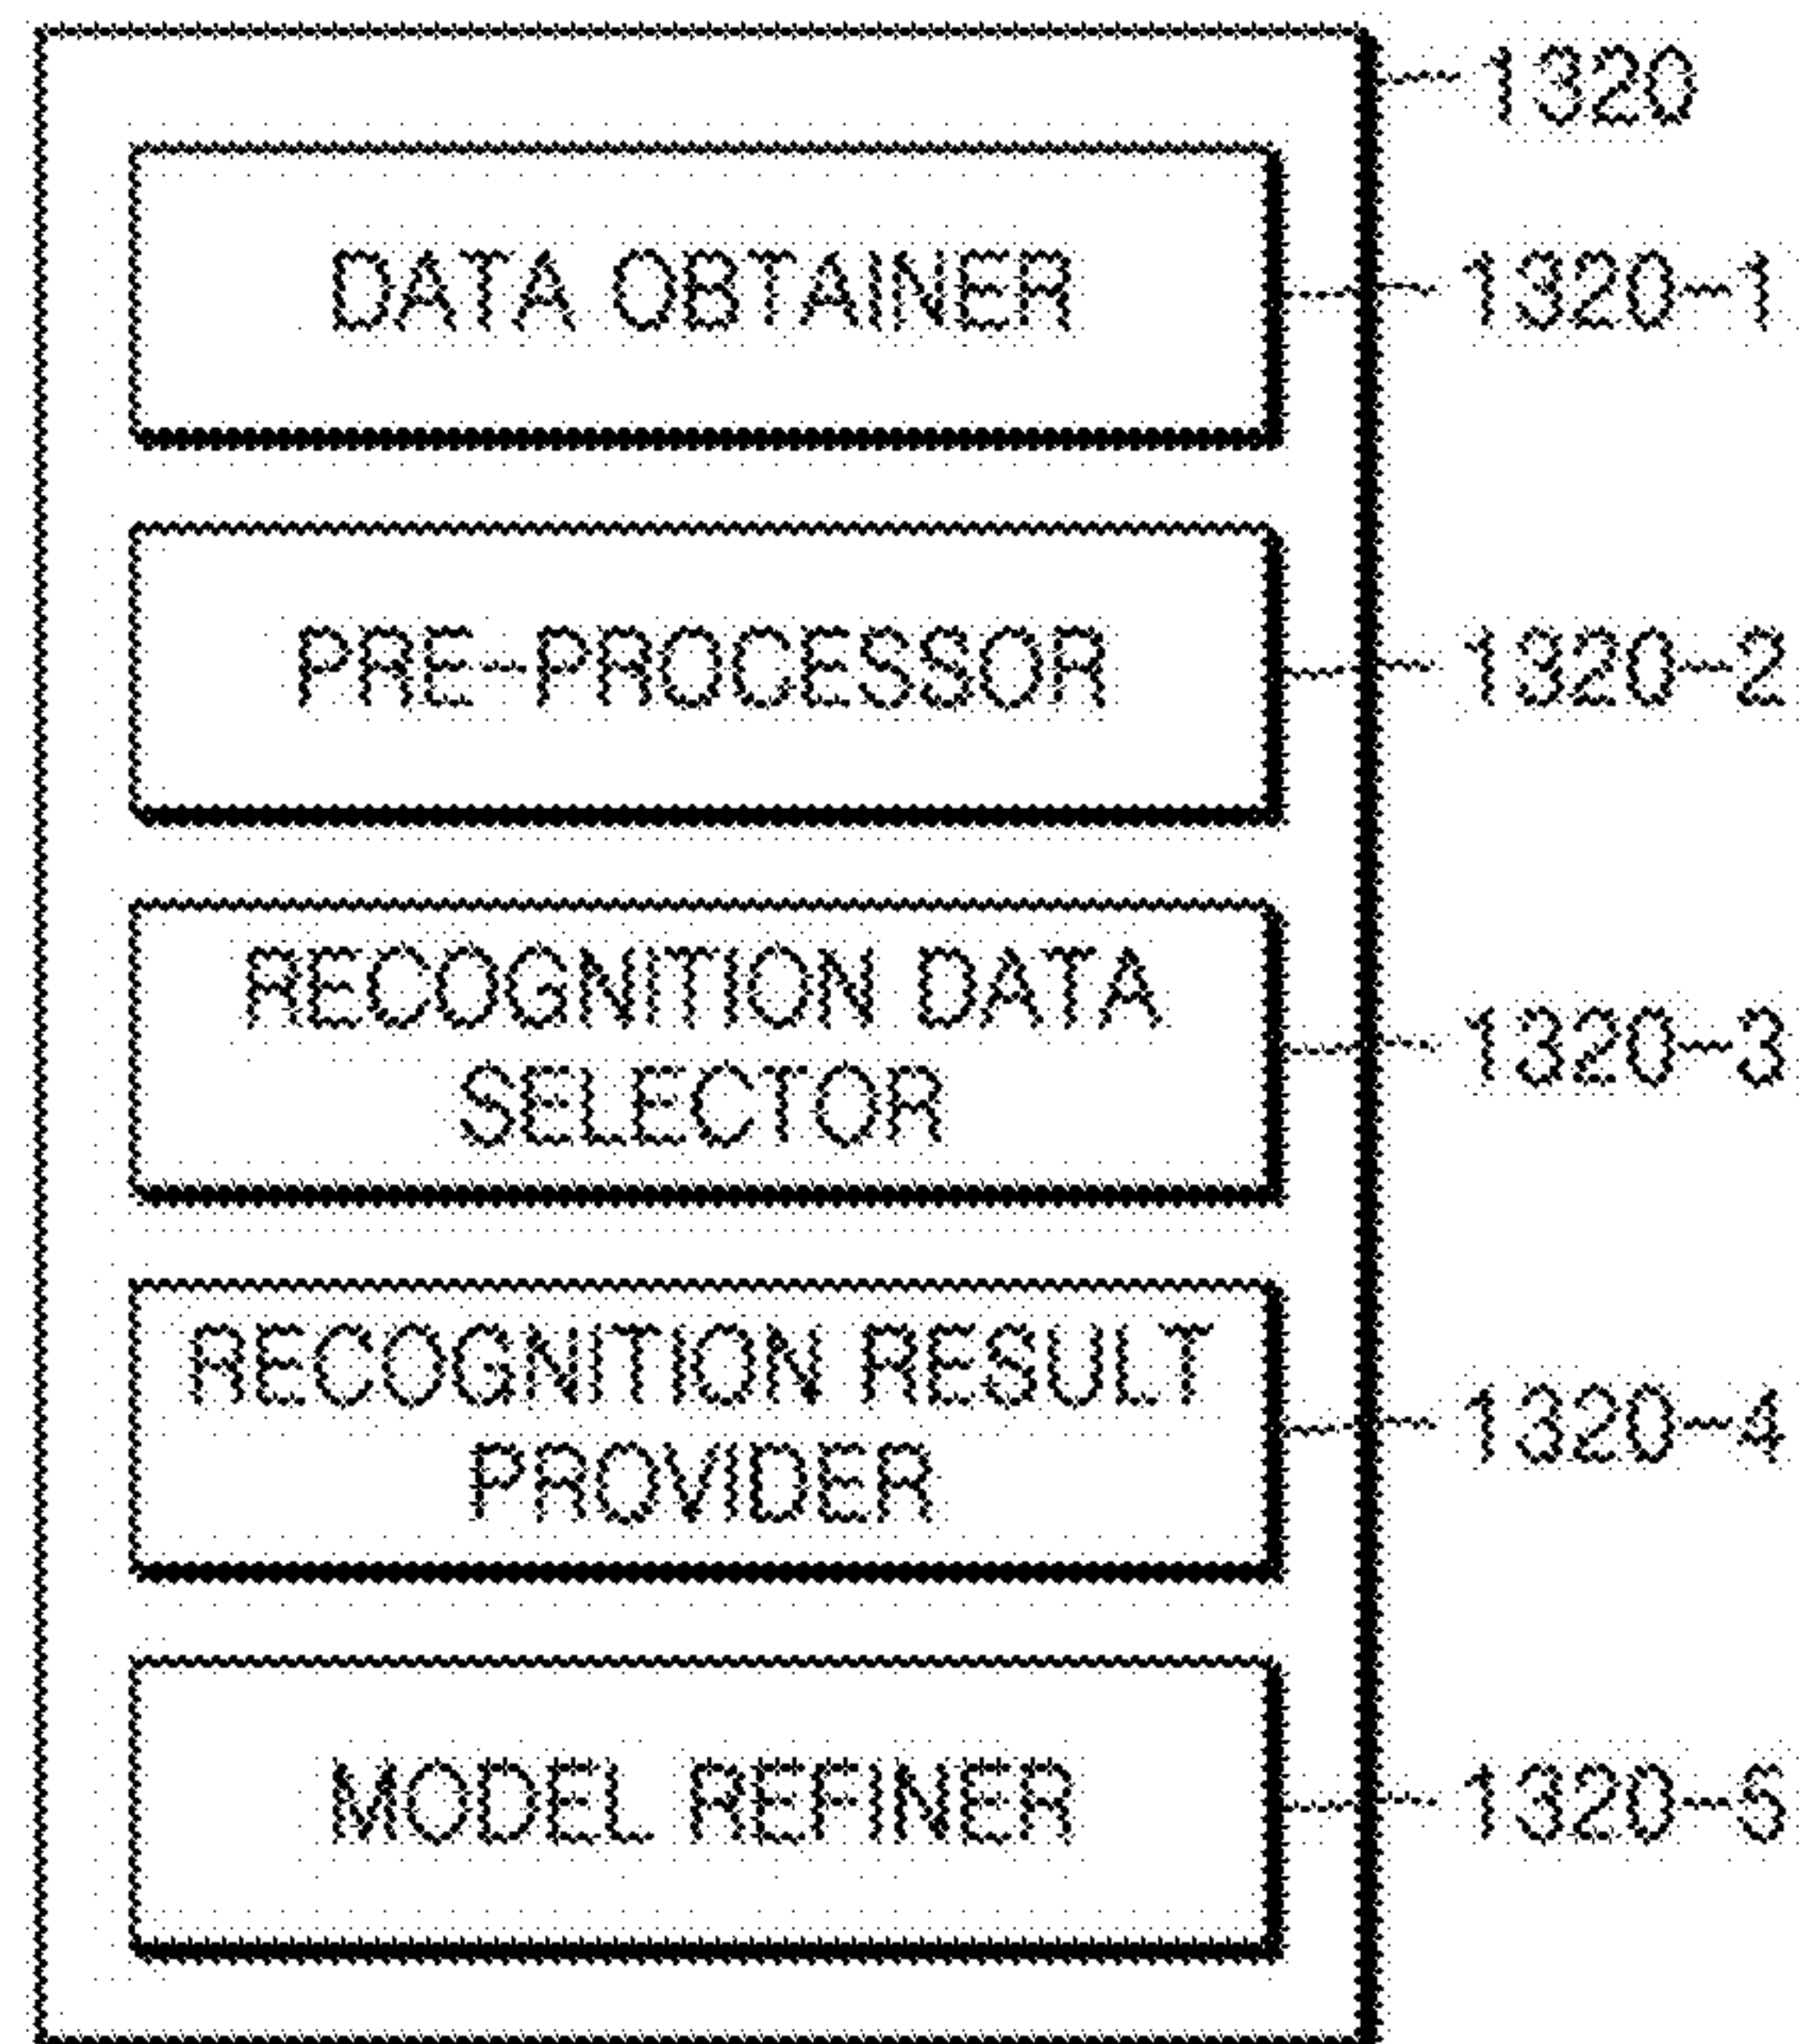 1320
DATA OBTAINER
1320-1
PRE-PROCESSOR
1320-2
RECOGNITION DATA
SELECTOR
1320-3
RECOGNITION RESULT
PROVIDER
1320-4
MODEL REFINER
1320-5